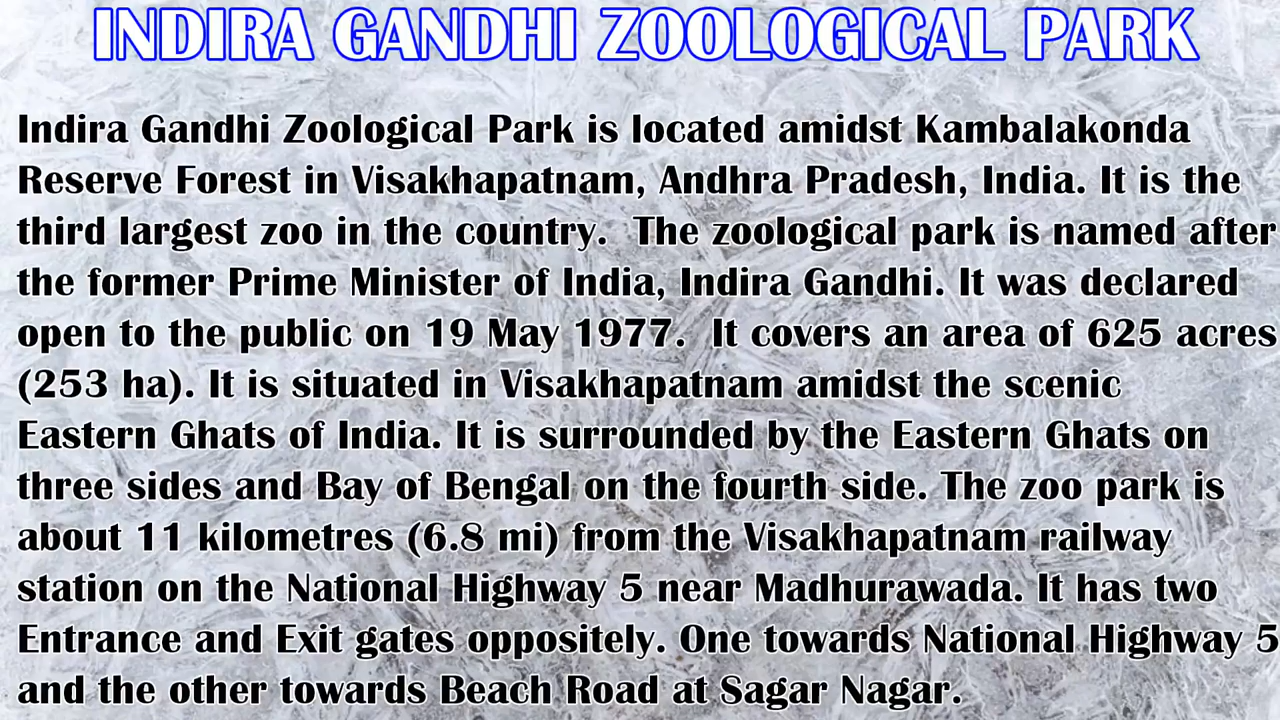 INDIRA GANDHI ZOOLOGICAL PARK
Indira Gandhi Zoological Park is located amidst Kambalakonda
Reserve Forest in Visakhapatnam, Andhra Pradesh, India. It is the
third largest zoo in the country.  The zoological park is named after
the former Prime Minister of India, Indira Gandhi. It was declared
open to the public on 19 May 1977.  It covers an area of 625 acres
(253 ha). It is situated in Visakhapatnam amidst the scenic
Eastern Ghats of India. It is surrounded by the Eastern Ghats on
three sides and Bay of Bengal on the fourth side. The zoo park is
about 11 kilometres (6.8 mi) from the Visakhapatnam railway
station on the National Highway 5 near Madhurawada. It has two
Entrance and Exit gates oppositely. One towards National Highway 5
and the other towards Beach Road at Sagar Nagar.